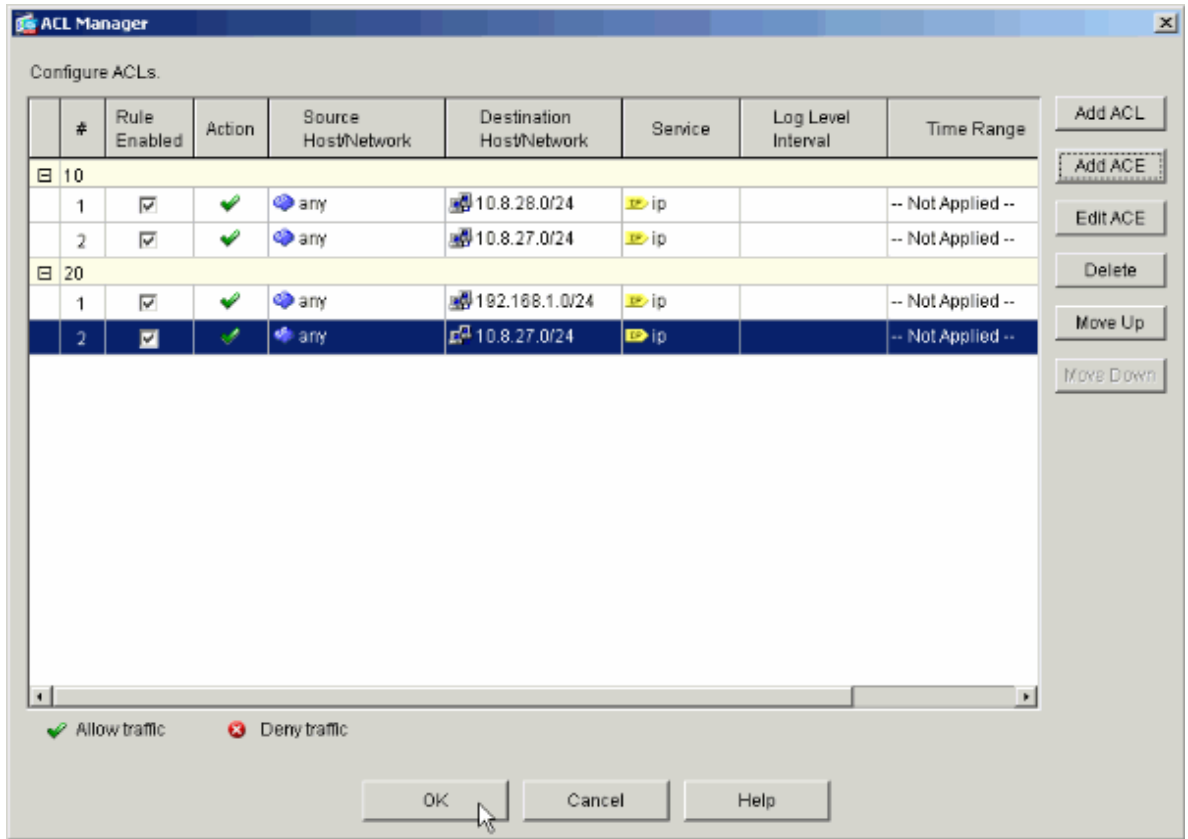 ACL Manager
Configure ACLs.
# Rule Enabled Action Source Host/Network Destination Host/Network Service Log Level Interval Time Range
10
1 any 10.8.28.0/24 IP ip -- Not Applied --
2 any 10.8.27.0/24 IP ip -- Not Applied --
20
1 any 192.168.1.0/24 IP ip -- Not Applied --
2 any 10.8.27.0/24 IP ip -- Not Applied --
Add ACL
Add ACE
Edit ACE
Delete
Move Up
Move Down
Allow traffic Deny traffic
OK Cancel Help